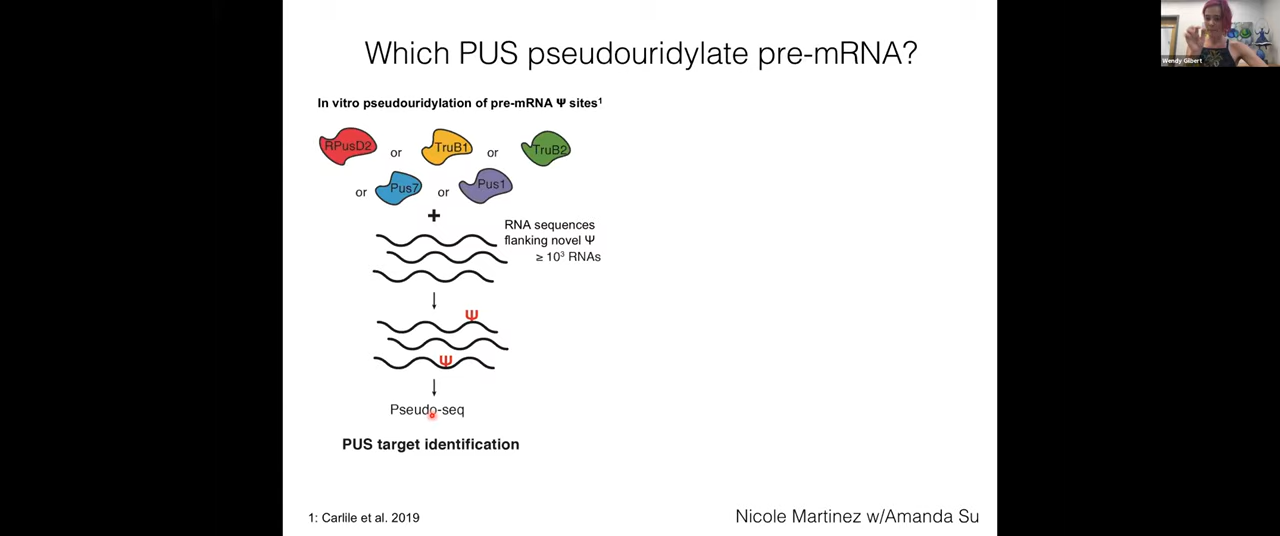 Which PUS pseudouridylate pre-mRNA?
Wendy Gilbert
In vitro pseudouridylation of pre-mRNA Ψ sites¹
RPusD2 or TruB1 or TruB2
or Pus7 or Pus1
+
RNA sequences
flanking novel Ψ
≥ 10³ RNAs
Ψ
Ψ
Pseudo-seq
PUS target identification
1: Carlile et al. 2019
Nicole Martinez w/Amanda Su